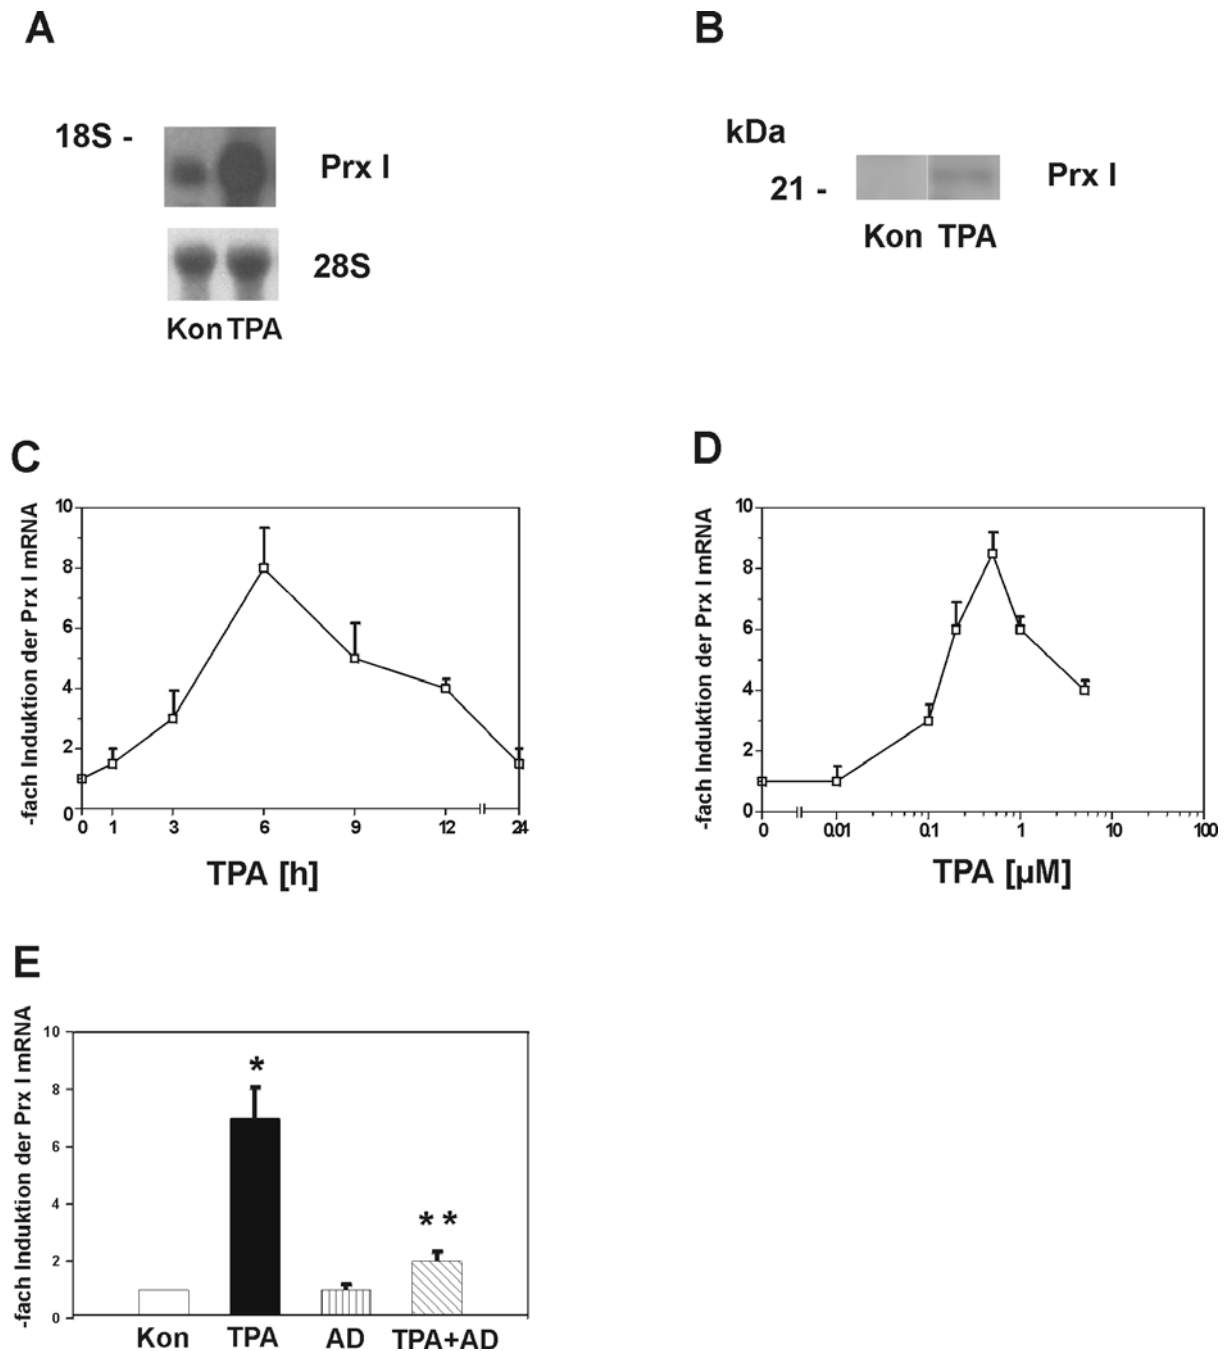 A
18S -
Prx I
28S
Kon TPA
B
kDa
21 -
Prx I
Kon TPA
C
-fach Induktion der Prx I mRNA
10
8
6
4
2
0
0 1 3 6 9 12 24
TPA [h]
D
-fach Induktion der Prx I mRNA
10
8
6
4
2
0
0 0.01 0.1 1 10 100
TPA [µM]
E
-fach Induktion der Prx I mRNA
10
8
6
4
2
0
*
* *
Kon TPA AD TPA+AD